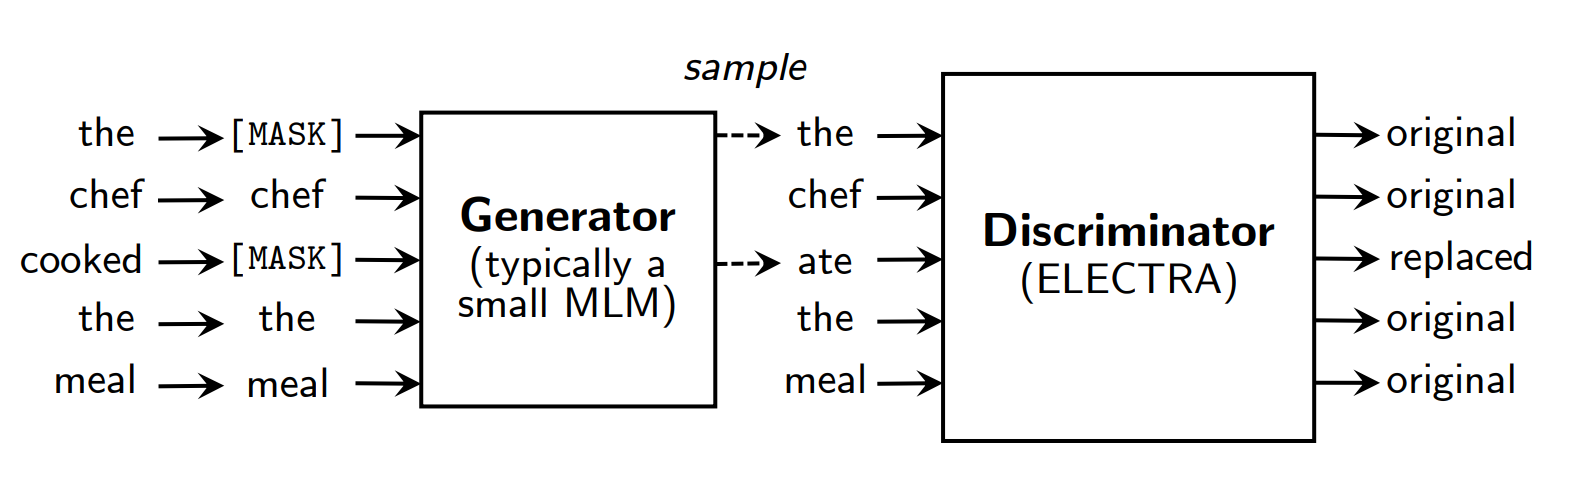 sample
the [MASK] the original
chef chef chef original
cooked [MASK] ate replaced
the the the original
meal meal meal original
Generator
(typically a
small MLM)
Discriminator
(ELECTRA)